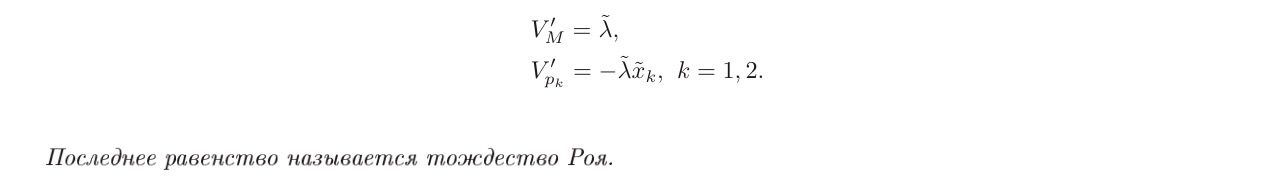 V′_M = λ̃,
V′_{p_k} = −λ̃x̃_k, k = 1, 2.
Последнее равенство называется тождество Роя.